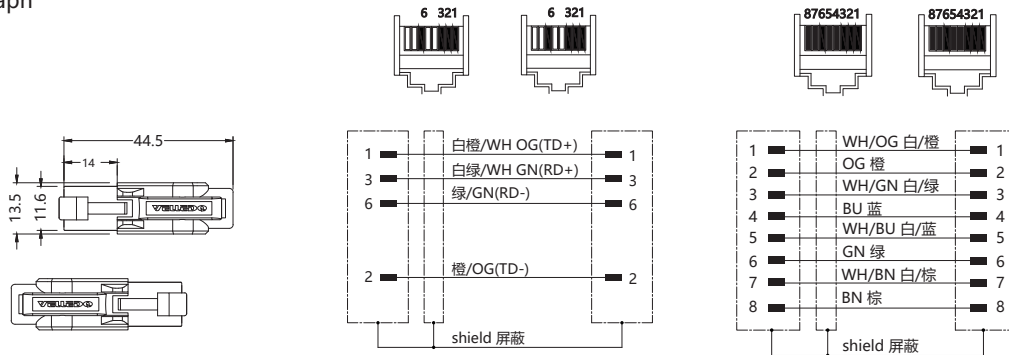 6 321
6 321
87654321
87654321
44.5
14
13.5
11.6
1 白橙/WH OG(TD+) 1
3 白绿/WH GN(RD+) 3
6 绿/GN(RD-) 6
2 橙/OG(TD-) 2
shield 屏蔽
1 WH/OG 白/橙 1
2 OG 橙 2
3 WH/GN 白/绿 3
4 BU 蓝 4
5 WH/BU 白/蓝 5
6 GN 绿 6
7 WH/BN 白/棕 7
8 BN 棕 8
shield 屏蔽